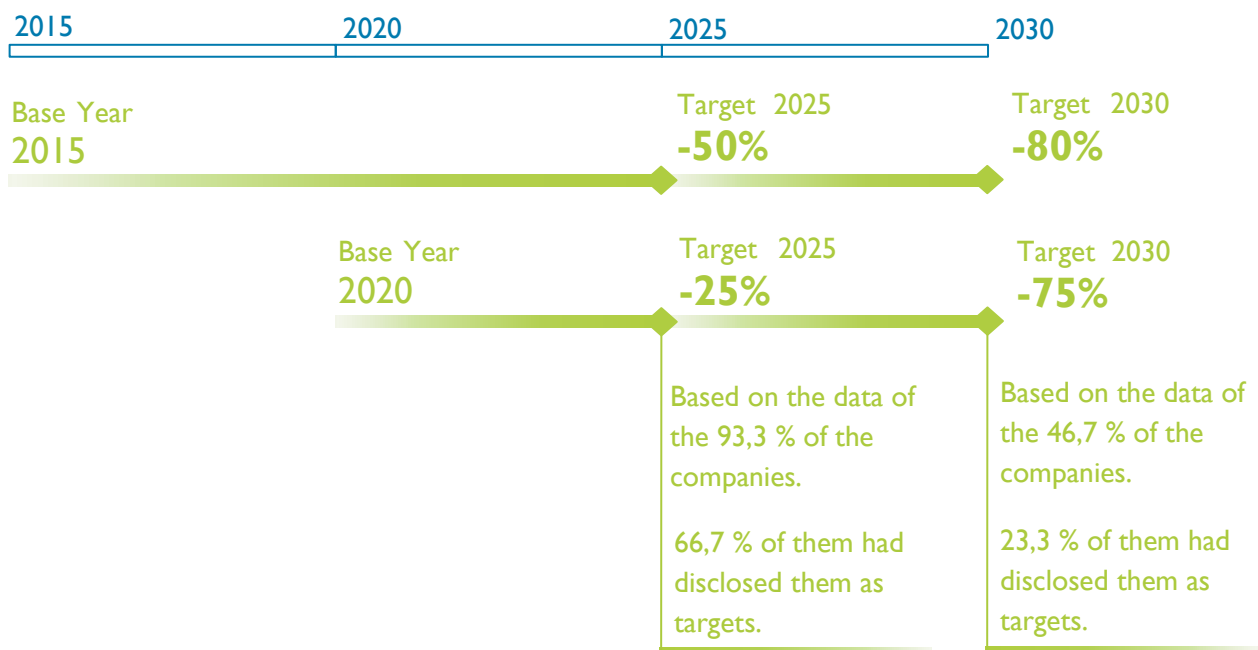 2015
2020
2025
2030
Base Year
2015
Target 2025
-50%
Target 2030
-80%
Base Year
2020
Target 2025
-25%
Target 2030
-75%
Based on the data of
the 93,3 % of the
companies.
66,7 % of them had
disclosed them as
targets.
Based on the data of
the 46,7 % of the
companies.
23,3 % of them had
disclosed them as
targets.